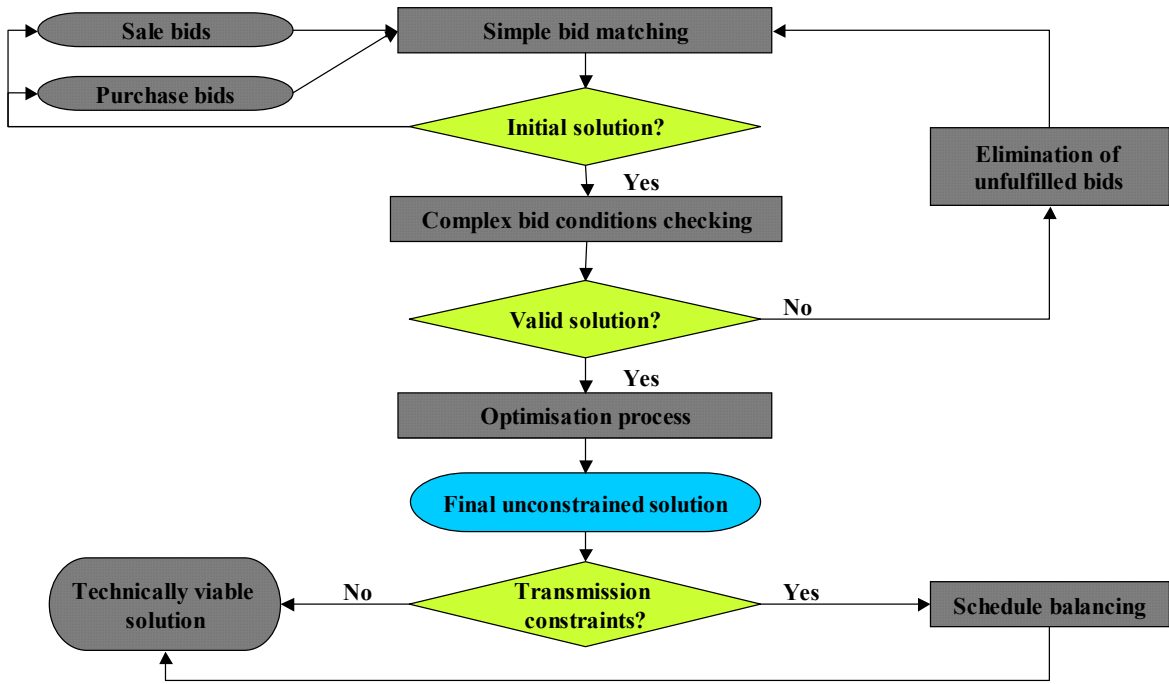 Sale bids
Simple bid matching
Purchase bids
Initial solution?
Elimination of
unfulfilled bids
Yes
Complex bid conditions checking
Valid solution?
No
Yes
Optimisation process
Final unconstrained solution
Technically viable
solution
No
Transmission
constraints?
Yes
Schedule balancing